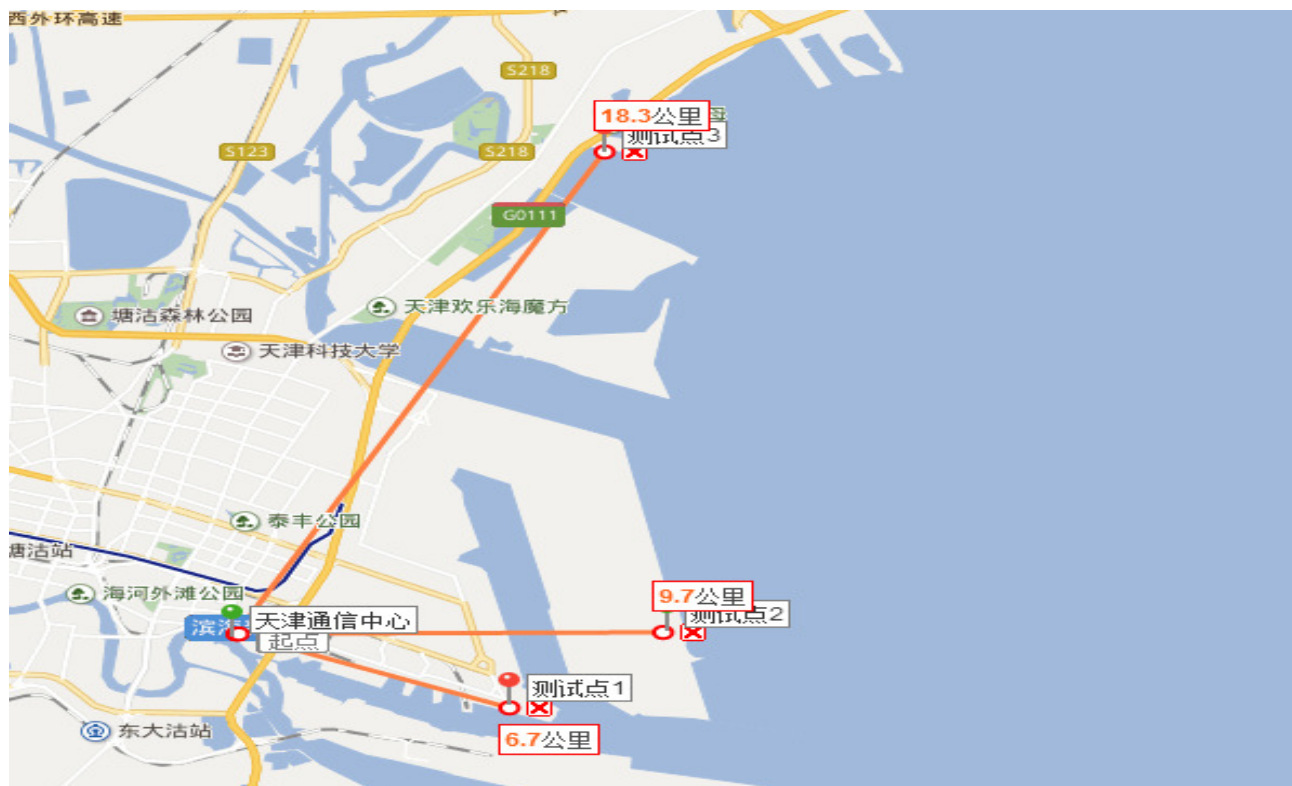 西外环高速
S218
18.3公里
测试点3
S123
S218
G0111
天津欢乐海魔方
塘沽森林公园
天津科技大学
泰丰公园
塘沽站
海河外滩公园
9.7公里
测试点2
天津通信中心
滨海
起点
测试点1
东大沽站
6.7公里